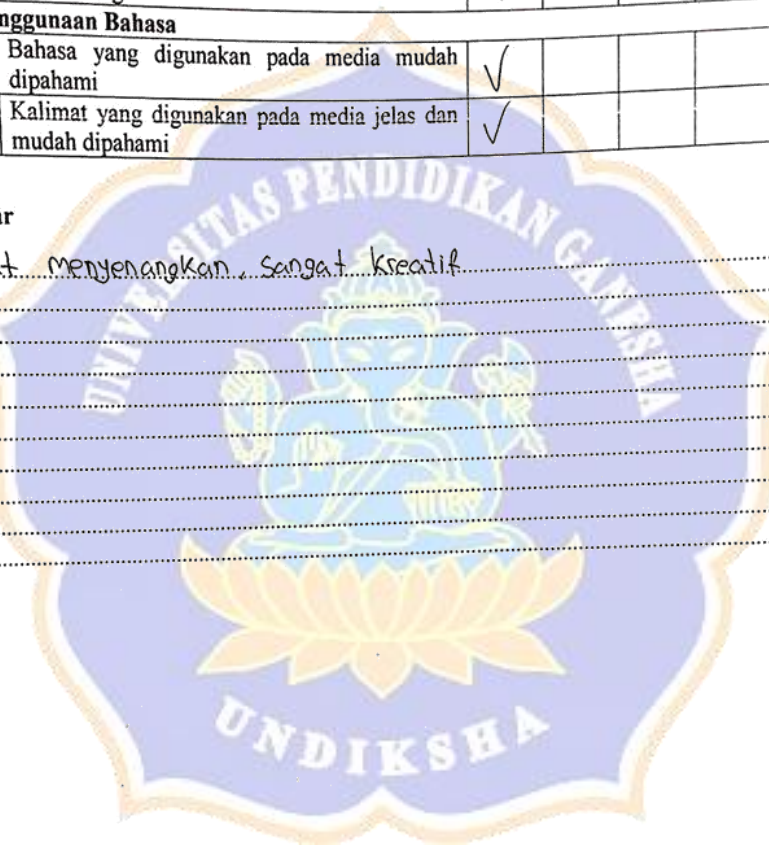 nggunaan Bahasa
Bahasa yang digunakan pada media mudah
dipahami
√
Kalimat yang digunakan pada media jelas dan
mudah dipahami
√
UNIVERSITAS PENDIDIKAN GANESHA
menyenangkan, sangat kreatif
UNDIKSHA